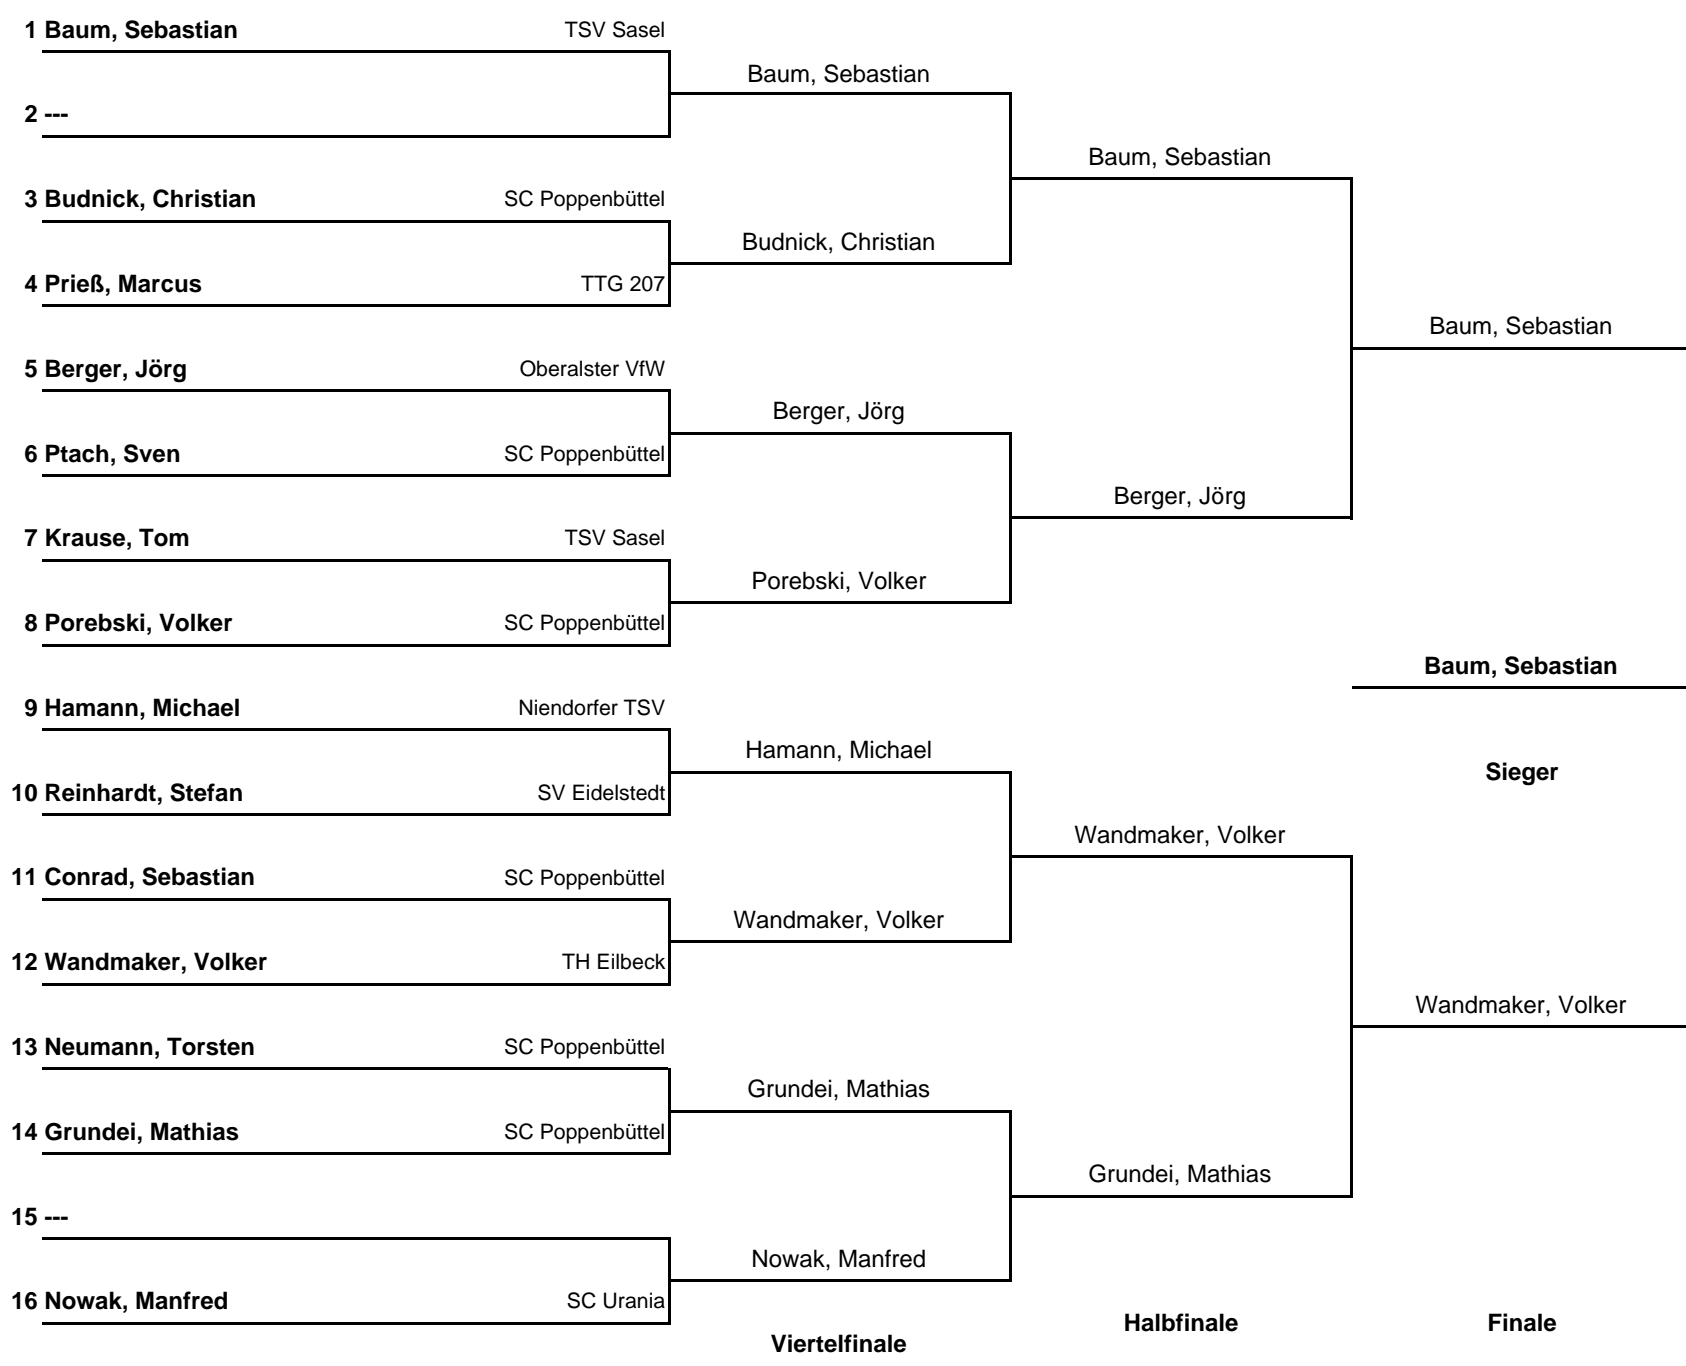 1 Baum, Sebastian TSV Sasel
Baum, Sebastian
2 ---
Baum, Sebastian
3 Budnick, Christian SC Poppenbüttel
Budnick, Christian
4 Prieß, Marcus TTG 207
Baum, Sebastian
5 Berger, Jörg Oberalster VfW
Berger, Jörg
6 Ptach, Sven SC Poppenbüttel
Berger, Jörg
7 Krause, Tom TSV Sasel
Porebski, Volker
8 Porebski, Volker SC Poppenbüttel
Baum, Sebastian
9 Hamann, Michael Niendorfer TSV
Hamann, Michael
Sieger
10 Reinhardt, Stefan SV Eidelstedt
Wandmaker, Volker
11 Conrad, Sebastian SC Poppenbüttel
Wandmaker, Volker
12 Wandmaker, Volker TH Eilbeck
Wandmaker, Volker
13 Neumann, Torsten SC Poppenbüttel
Grundei, Mathias
14 Grundei, Mathias SC Poppenbüttel
Grundei, Mathias
15 ---
Nowak, Manfred
16 Nowak, Manfred SC Urania
Halbfinale Finale
Viertelfinale